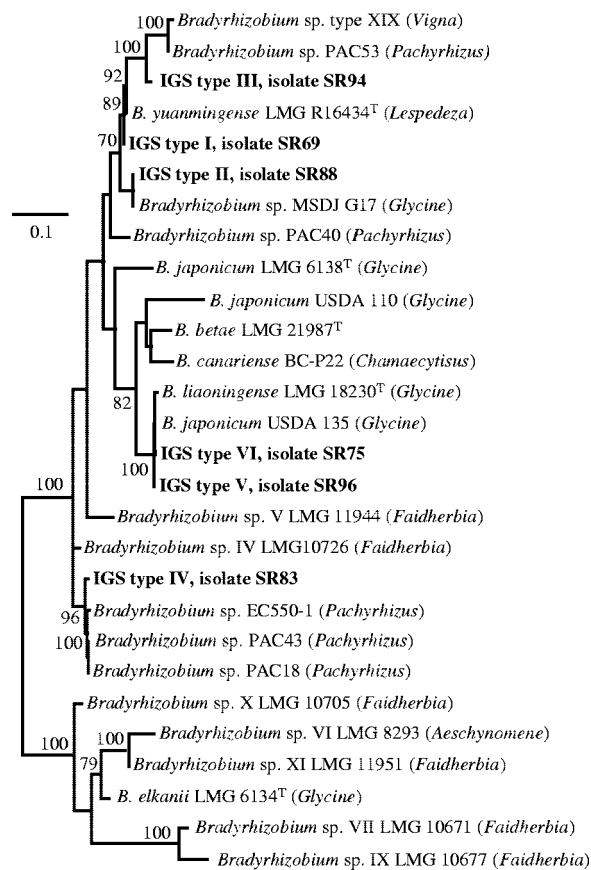 100
Bradyrhizobium sp. type XIX (Vigna)
100
Bradyrhizobium sp. PAC53 (Pachyrhizus)
92
IGS type III, isolate SR94
89
B. yuanmingense LMG R16434ᵀ (Lespedeza)
70
IGS type I, isolate SR69
IGS type II, isolate SR88
Bradyrhizobium sp. MSDJ G17 (Glycine)
0.1
Bradyrhizobium sp. PAC40 (Pachyrhizus)
B. japonicum LMG 6138ᵀ (Glycine)
B. japonicum USDA 110 (Glycine)
B. betae LMG 21987ᵀ
B. canariense BC-P22 (Chamaecytisus)
B. liaoningense LMG 18230ᵀ (Glycine)
82
B. japonicum USDA 135 (Glycine)
IGS type VI, isolate SR75
100
IGS type V, isolate SR96
100
Bradyrhizobium sp. V LMG 11944 (Faidherbia)
Bradyrhizobium sp. IV LMG10726 (Faidherbia)
IGS type IV, isolate SR83
96
Bradyrhizobium sp. EC550-1 (Pachyrhizus)
100
Bradyrhizobium sp. PAC43 (Pachyrhizus)
Bradyrhizobium sp. PAC18 (Pachyrhizus)
Bradyrhizobium sp. X LMG 10705 (Faidherbia)
100
100
Bradyrhizobium sp. VI LMG 8293 (Aeschynomene)
79
Bradyrhizobium sp. XI LMG 11951 (Faidherbia)
B. elkanii LMG 6134ᵀ (Glycine)
100
Bradyrhizobium sp. VII LMG 10671 (Faidherbia)
Bradyrhizobium sp. IX LMG 10677 (Faidherbia)